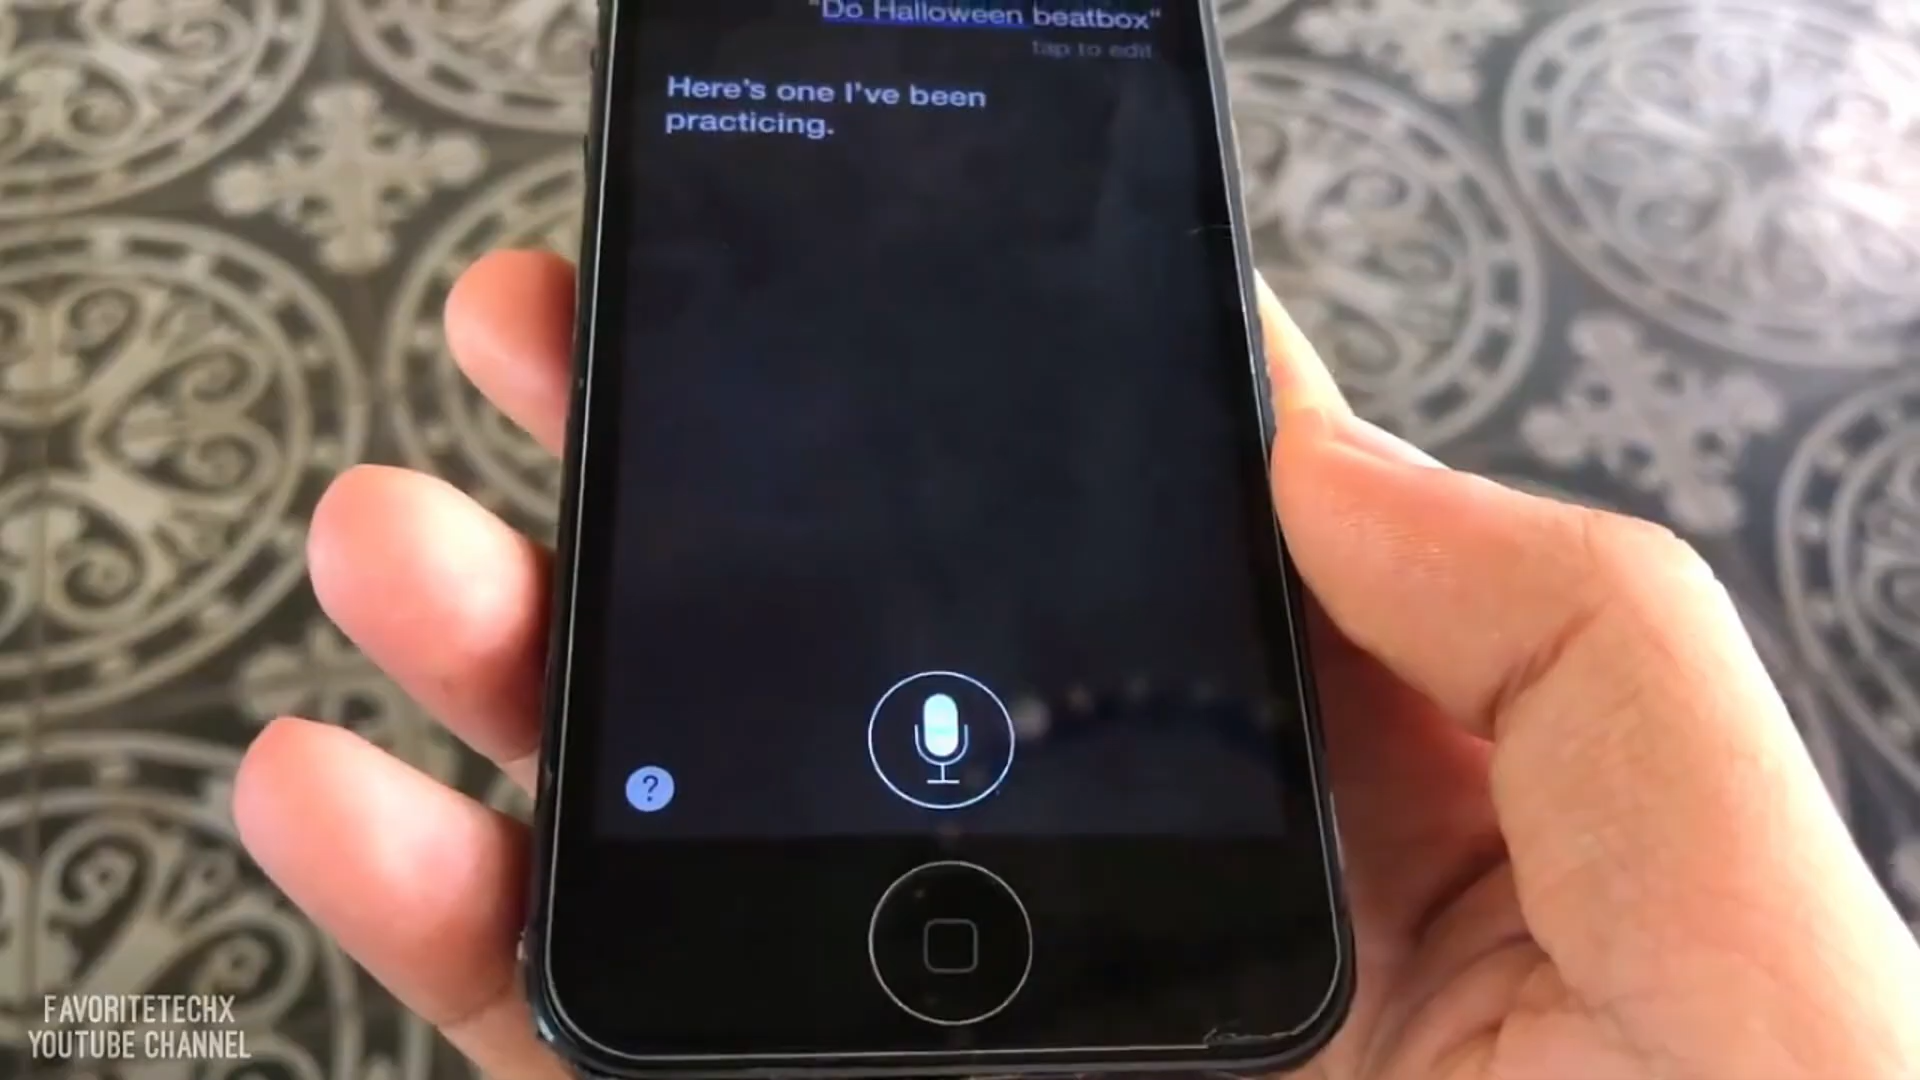 "Do Halloween beatbox"
tap to edit
Here's one I've been
practicing.
?
FAVORITETECHX
YOUTUBE CHANNEL